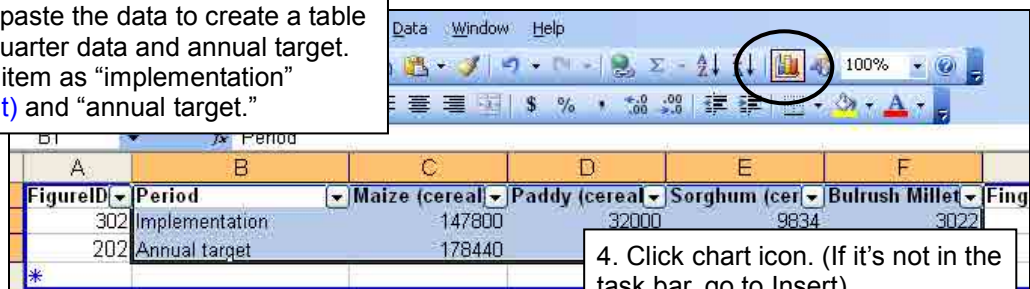 paste the data to create a table
uarter data and annual target.
item as "implementation"
t) and "annual target."
Data Window Help
Σ 100%
$ % ,
B1 fx Period
A B C D E F
FigureID Period Maize (cereal Paddy (cereal Sorghum (cer Bulrush Millet Fing
302 Implementation 147800 32000 9834 3022
202 Annual target 178440
*
4. Click chart icon. (If it's not in the
task bar, go to Insert)